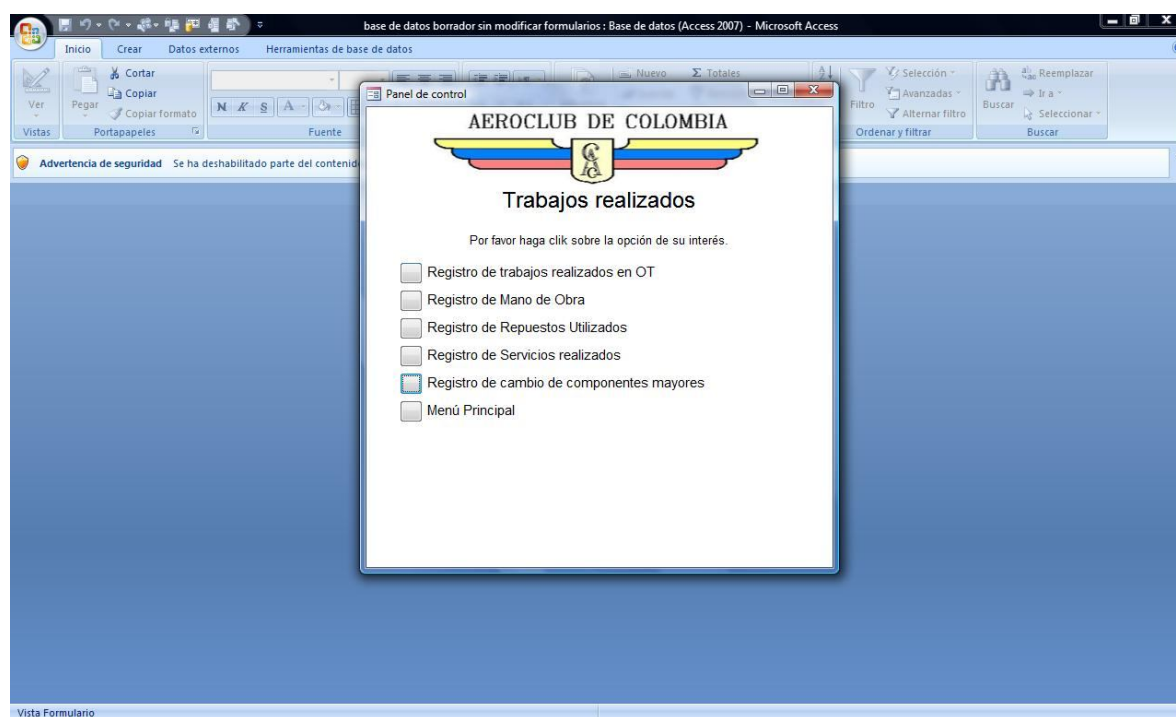 base de datos borrador sin modificar formularios : Base de datos (Access 2007) - Microsoft Access
Inicio Crear Datos externos Herramientas de base de datos
Ver
Vistas
Pegar
Cortar
Copiar
Copiar formato
Portapapeles
N K S A
Fuente
Nuevo
Σ Totales
Filtro
Selección
Avanzadas
Alternar filtro
Ordenar y filtrar
Buscar
Reemplazar
Ir a
Seleccionar
Buscar
Advertencia de seguridad Se ha deshabilitado parte del contenid
Panel de control
AEROCLUB DE COLOMBIA
Trabajos realizados
Por favor haga clik sobre la opción de su interés.
Registro de trabajos realizados en OT
Registro de Mano de Obra
Registro de Repuestos Utilizados
Registro de Servicios realizados
Registro de cambio de componentes mayores
Menú Principal
Vista Formulario